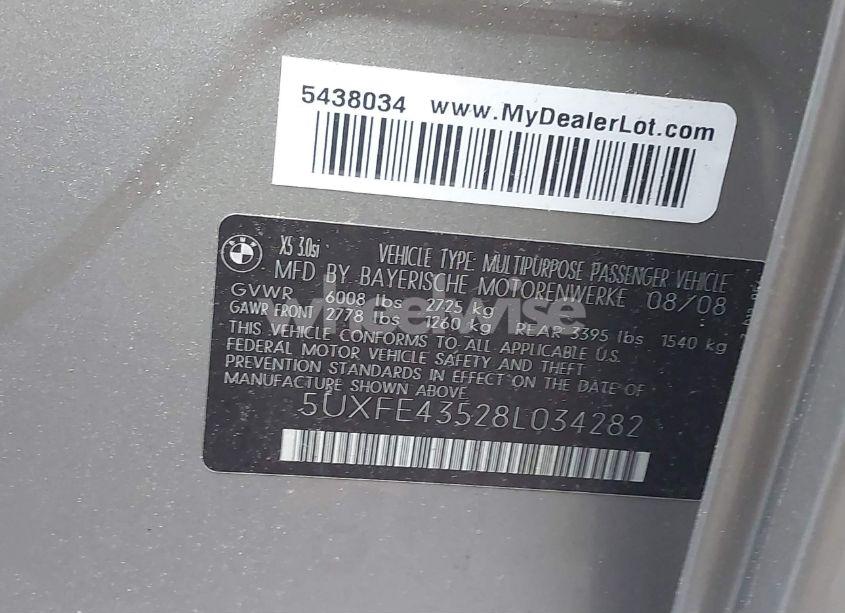 5438034 www.MyDealerLot.com
BMW X5 3.0si VEHICLE TYPE: MULTIPURPOSE PASSENGER VEHICLE
MFD BY BAYERISCHE MOTORENWERKE 08/08
GVWR 6008 lbs 2725 kg
GAWR FRONT 2778 lbs 1260 kg REAR 3395 lbs 1540 kg
THIS VEHICLE CONFORMS TO ALL APPLICABLE U.S.
FEDERAL MOTOR VEHICLE SAFETY AND THEFT
PREVENTION STANDARDS IN EFFECT ON THE DATE OF
MANUFACTURE SHOWN ABOVE
5UXFE43528L034282
wheelwise